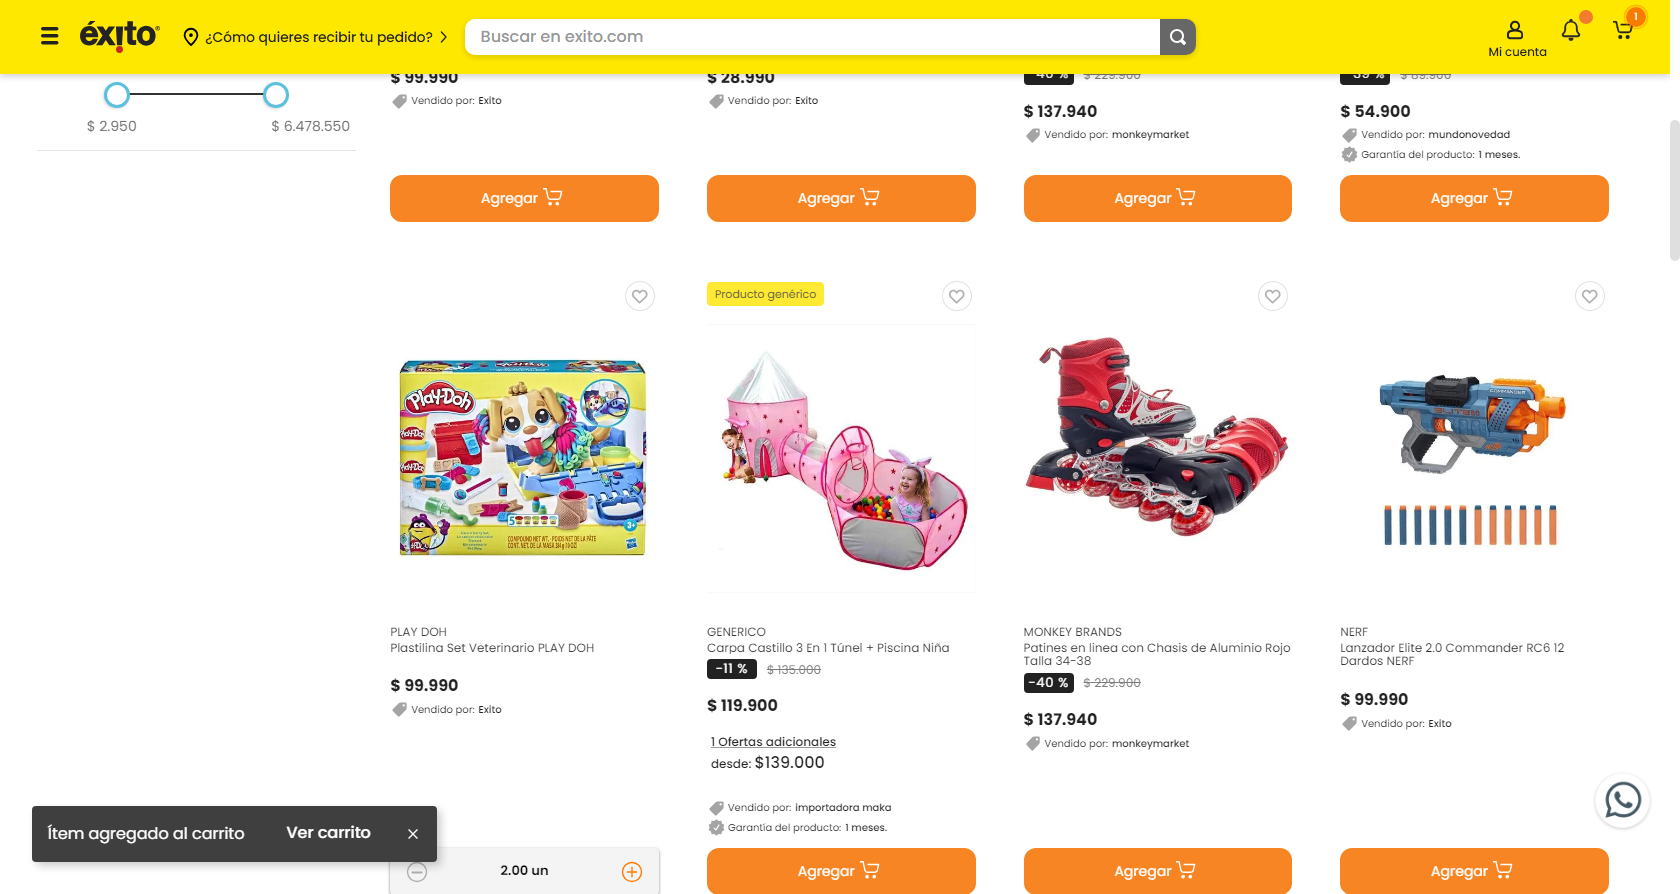 éxito
¿Cómo quieres recibir tu pedido?
Buscar en exito.com
Mi cuenta
1
$ 2.950
$ 6.478.550
$ 99.990
Vendido por: Exito
Agregar
$ 28.990
Vendido por: Exito
Agregar
-40 % $ 229.900
$ 137.940
Vendido por: monkeymarket
Agregar
-39 % $ 89.900
$ 54.900
Vendido por: mundonovedad
Garantía del producto: 1 meses.
Agregar
Play-Doh
3+
PLAY DOH
Plastilina Set Veterinario PLAY DOH
$ 99.990
Vendido por: Exito
2.00 un
Producto genérico
GENERICO
Carpa Castillo 3 En 1 Túnel + Piscina Niña
-11 % $ 135.000
$ 119.900
1 Ofertas adicionales
desde: $139.000
Vendido por: importadora maka
Garantía del producto: 1 meses.
Agregar
MONKEY BRANDS
Patines en linea con Chasis de Aluminio Rojo
Talla 34-38
-40 % $ 229.900
$ 137.940
Vendido por: monkeymarket
Agregar
COMMANDER
NERF
Lanzador Elite 2.0 Commander RC6 12
Dardos NERF
$ 99.990
Vendido por: Exito
Agregar
Ítem agregado al carrito
Ver carrito